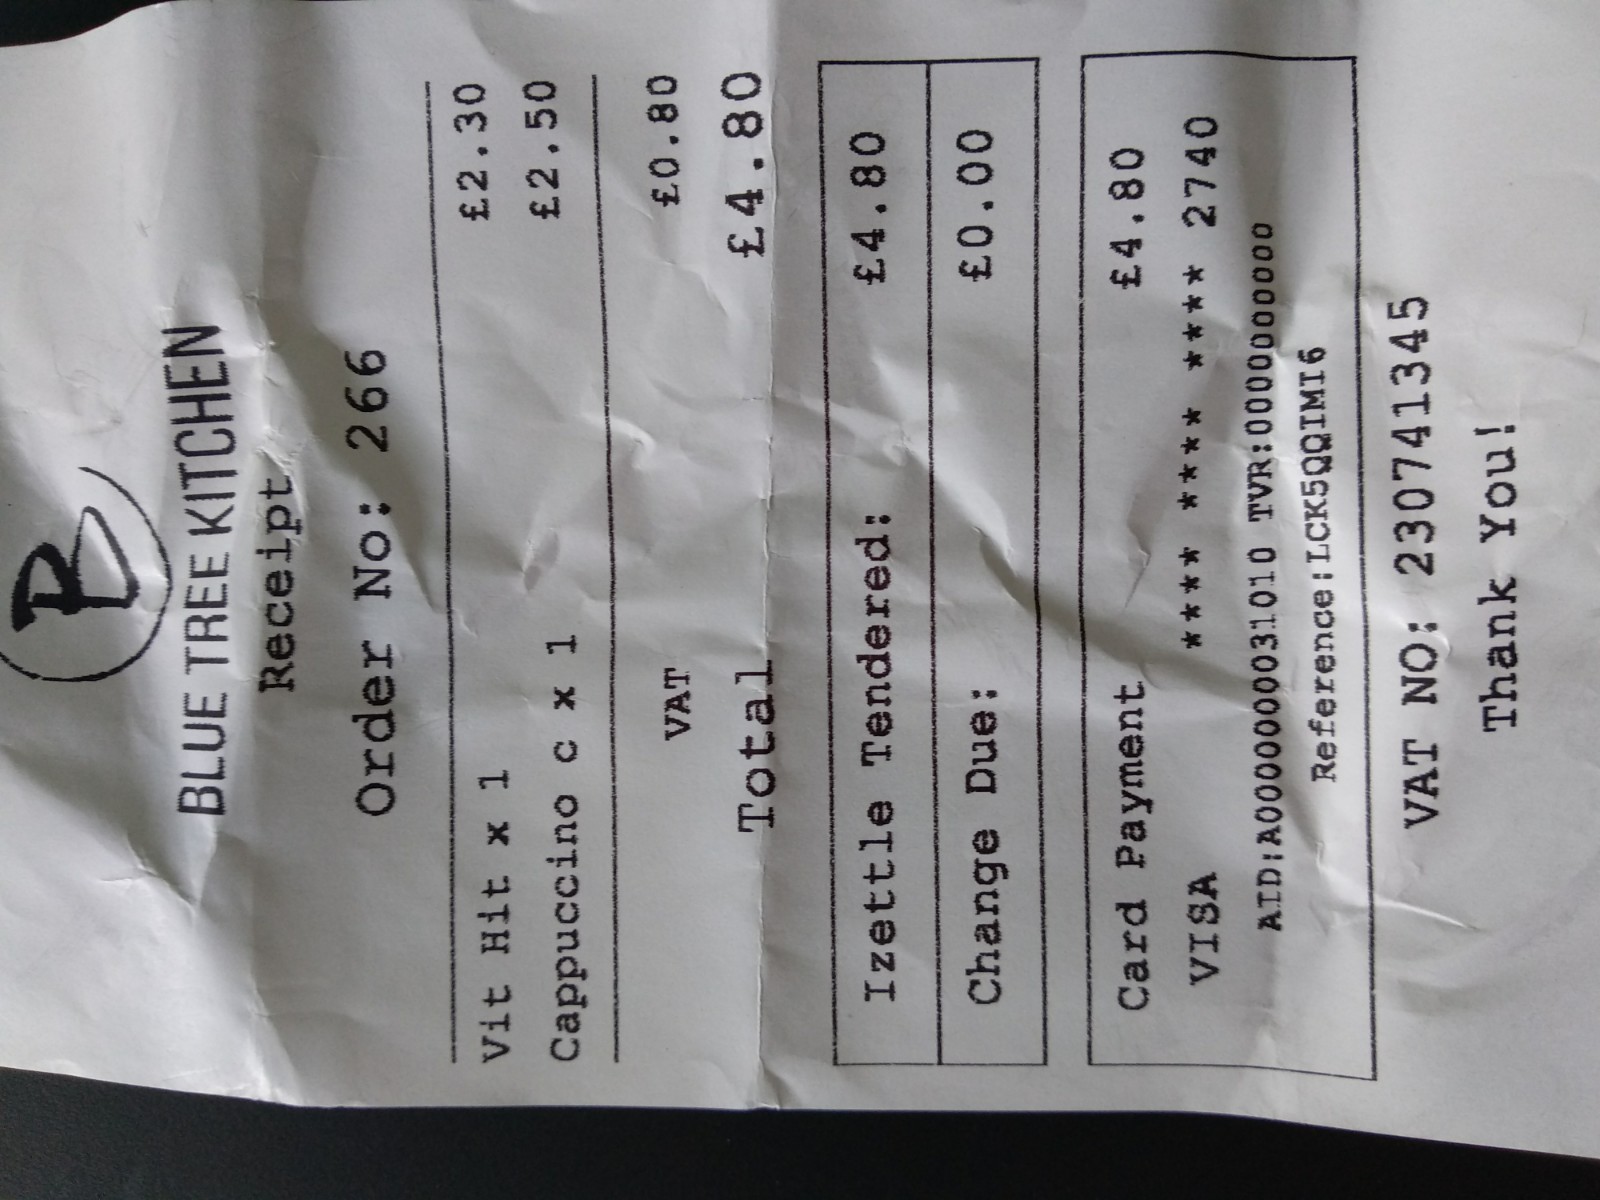 B
BLUE TREE KITCHEN
Receipt
Order No: 266
Vit Hit x 1 £2.30
Cappuccino c x 1 £2.50
VAT £0.80
Total £4.80
Izettle Tendered: £4.80
Change Due: £0.00
Card Payment £4.80
VISA **** **** **** **** 2740
AID:A0000000031010 TVR:0000000000
Reference:LCK5QQIMI6
VAT NO: 230741345
Thank You!